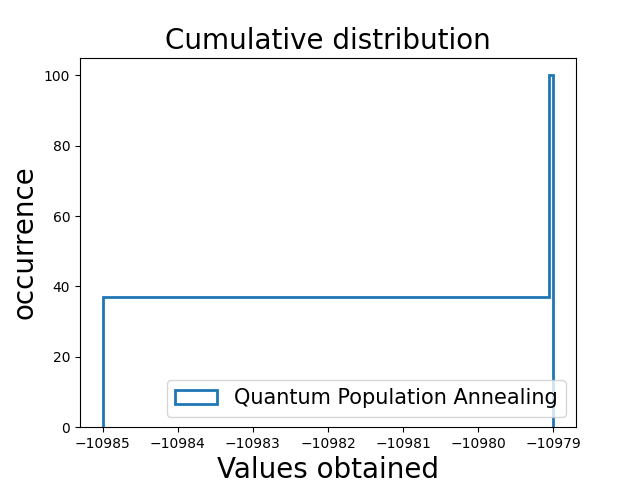 Cumulative distribution
occurrence
100
80
60
40
20
0
Quantum Population Annealing
−10985 −10984 −10983 −10982 −10981 −10980 −10979
Values obtained